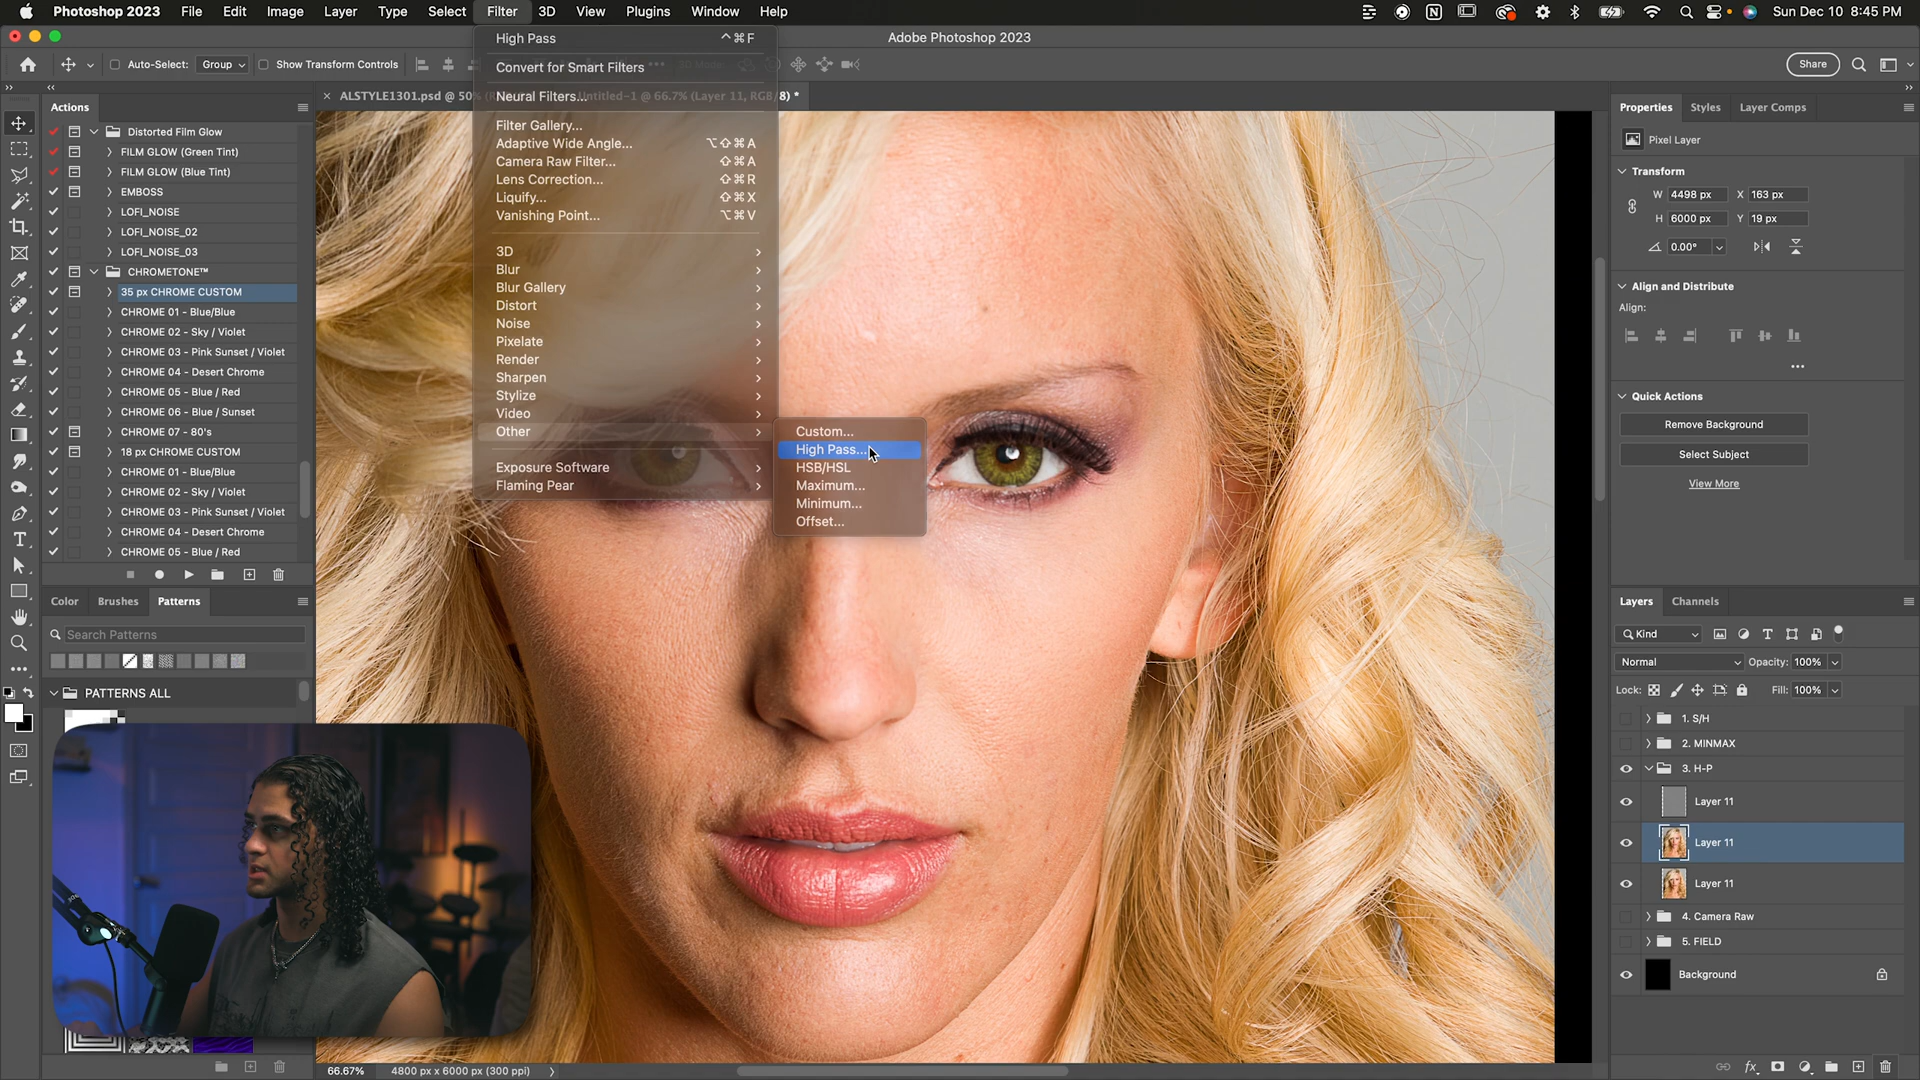 Photoshop 2023 File Edit Image Layer Type Select Filter 3D View Plugins Window Help
Sun Dec 10 8:45 PM
Adobe Photoshop 2023
Auto-Select: Group Show Transform Controls
Share
ALSTYLE1301.psd @ 50%
Untitled-1 @ 66.7% (Layer 11, RGB/8) *
High Pass ^⌘F
Convert for Smart Filters
Neural Filters...
Filter Gallery...
Adaptive Wide Angle... ⌥⇧⌘A
Camera Raw Filter... ⇧⌘A
Lens Correction... ⇧⌘R
Liquify... ⇧⌘X
Vanishing Point... ⌥⌘V
3D
Blur
Blur Gallery
Distort
Noise
Pixelate
Render
Sharpen
Stylize
Video
Other
Exposure Software
Flaming Pear
Custom...
High Pass...
HSB/HSL
Maximum...
Minimum...
Offset...
Actions
Distorted Film Glow
FILM GLOW (Green Tint)
FILM GLOW (Blue Tint)
EMBOSS
LOFI_NOISE
LOFI_NOISE_02
LOFI_NOISE_03
CHROMETONE™
35 px CHROME CUSTOM
CHROME 01 - Blue/Blue
CHROME 02 - Sky / Violet
CHROME 03 - Pink Sunset / Violet
CHROME 04 - Desert Chrome
CHROME 05 - Blue / Red
CHROME 06 - Blue / Sunset
CHROME 07 - 80's
18 px CHROME CUSTOM
CHROME 01 - Blue/Blue
CHROME 02 - Sky / Violet
CHROME 03 - Pink Sunset / Violet
CHROME 04 - Desert Chrome
CHROME 05 - Blue / Red
Color Brushes Patterns
Search Patterns
PATTERNS ALL
66.67% 4800 px x 6000 px (300 ppi)
Properties Styles Layer Comps
Pixel Layer
Transform
W 4498 px X 163 px
H 6000 px Y 19 px
0.00°
Align and Distribute
Align:
Quick Actions
Remove Background
Select Subject
View More
Layers Channels
Kind
Normal Opacity: 100%
Lock: Fill: 100%
1. S/H
2. MINMAX
3. H-P
Layer 11
Layer 11
Layer 11
4. Camera Raw
5. FIELD
Background
fx